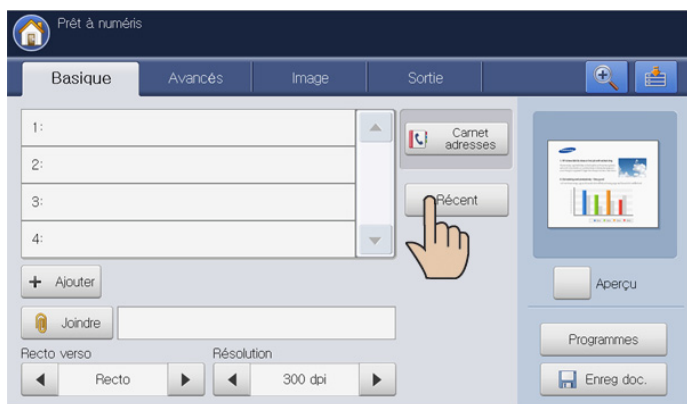 Prêt à numéris
Basique
Avancés
Image
Sortie
1:
2:
3:
4:
Carnet
adresses
Récent
+ Ajouter
Joindre
Aperçu
Recto verso
Résolution
Recto
300 dpi
Programmes
Enreg doc.